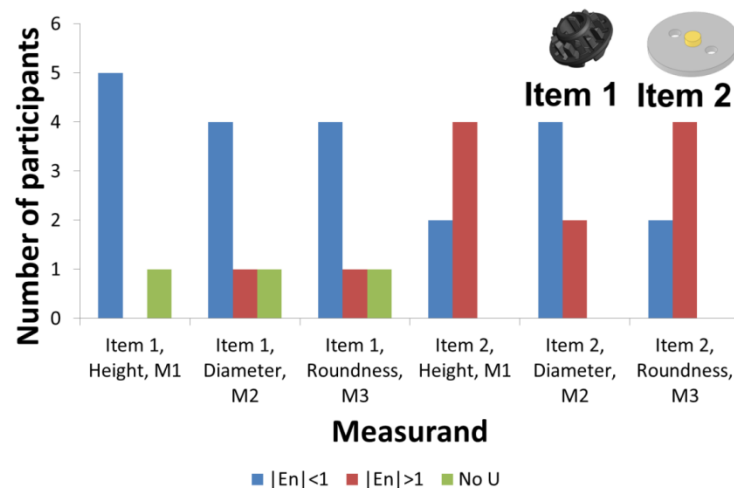 6
5
4
3
2
1
0
Number of participants
Item 1 Item 2
Item 1,
Height, M1
Item 1,
Diameter,
M2
Item 1,
Roundness,
M3
Item 2,
Height, M1
Item 2,
Diameter,
M2
Item 2,
Roundness,
M3
Measurand
|En|<1 |En|>1 No U